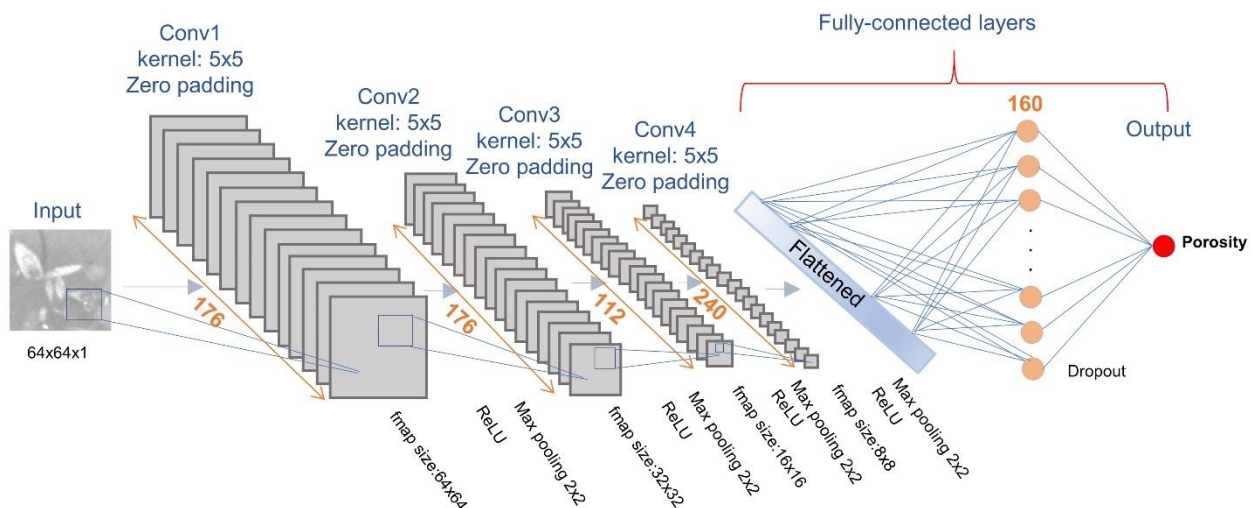 Fully-connected layers
Conv1
kernel: 5x5
Zero padding
Conv2
kernel: 5x5
Zero padding
Conv3
kernel: 5x5
Zero padding
Conv4
kernel: 5x5
Zero padding
160
Output
Input
64x64x1
176
176
112
240
Flattened
Porosity
Dropout
fmap size:64x64
ReLU
Max pooling 2x2
fmap size:32x32
ReLU
Max pooling 2x2
fmap size:16x16
ReLU
Max pooling 2x2
fmap size:8x8
ReLU
Max pooling 2x2